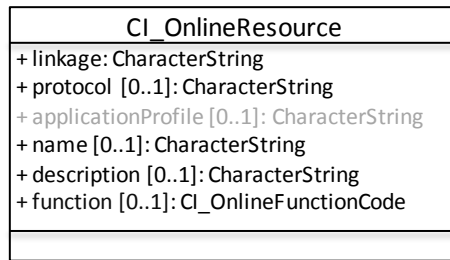 CI_OnlineResource
+ linkage: CharacterString
+ protocol [0..1]: CharacterString
+ applicationProfile [0..1]: CharacterString
+ name [0..1]: CharacterString
+ description [0..1]: CharacterString
+ function [0..1]: CI_OnlineFunctionCode